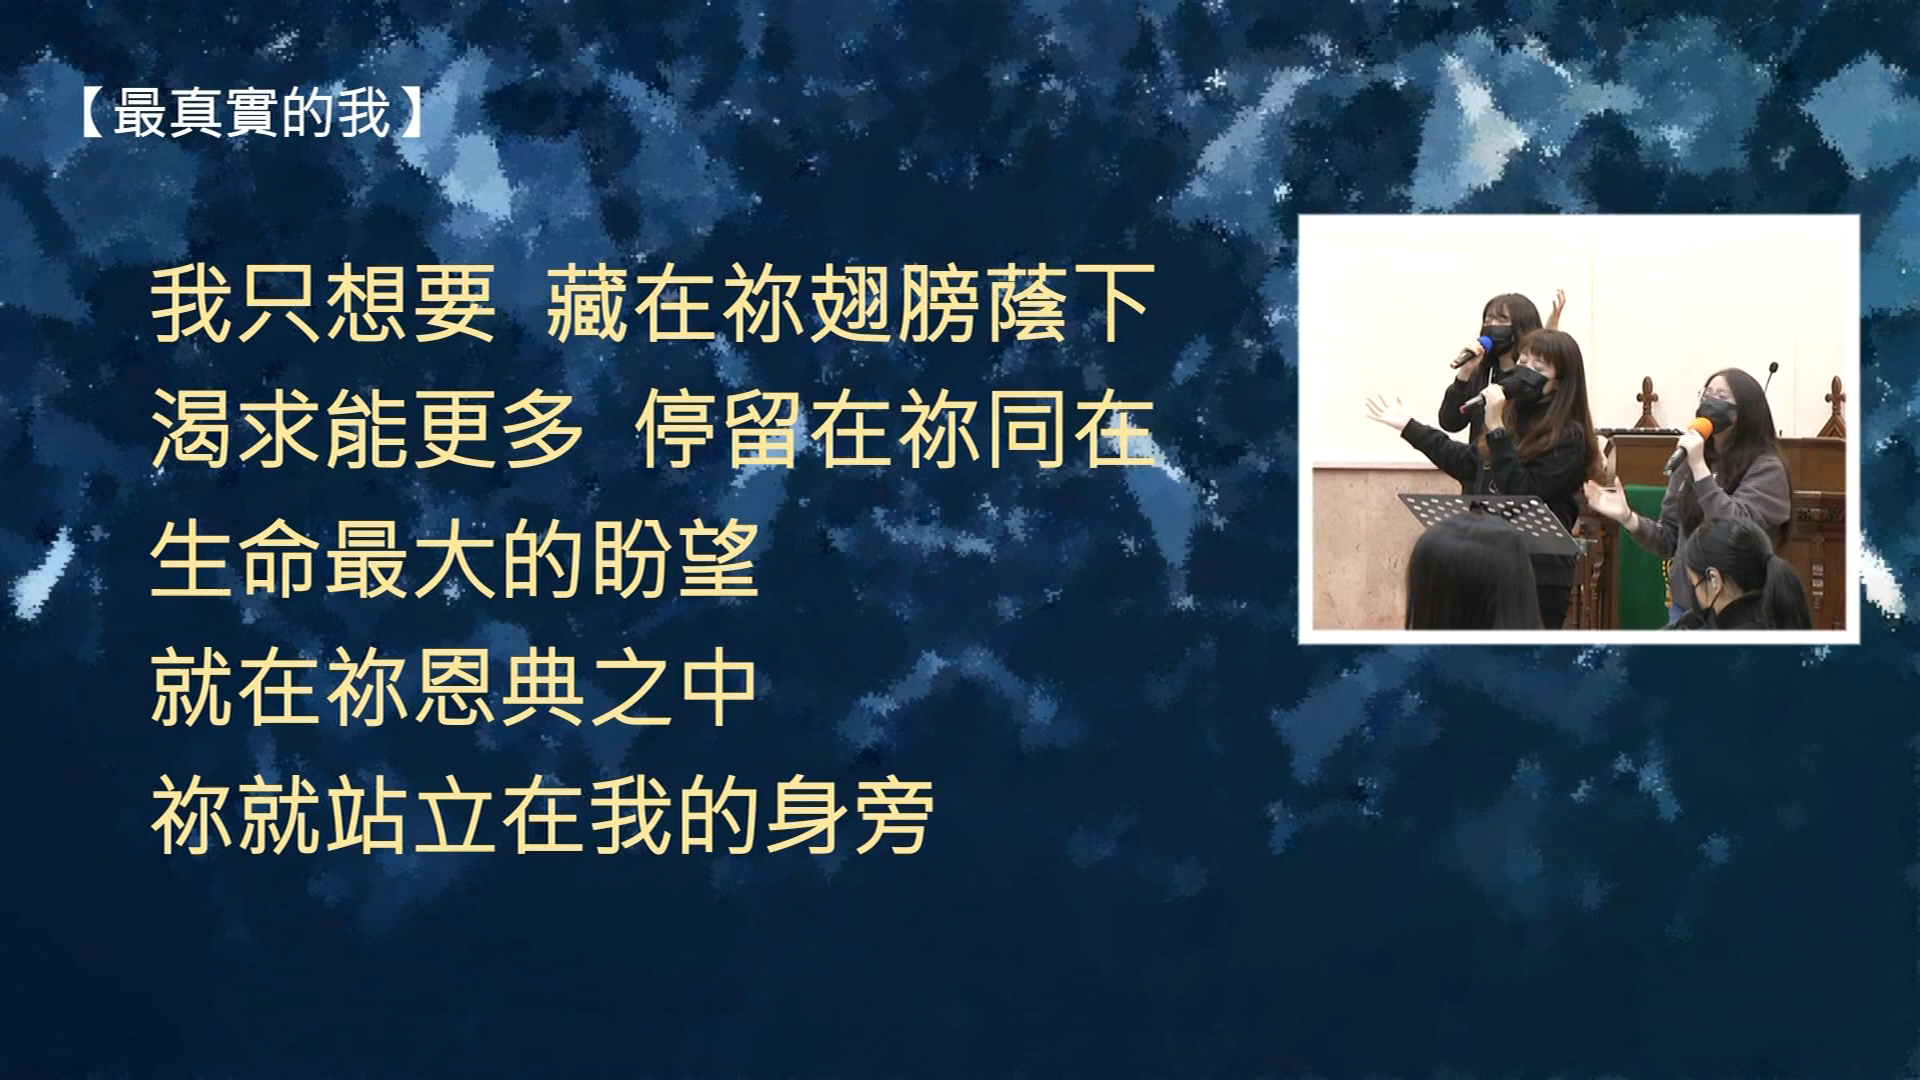 【最真實的我】
我只想要 藏在祢翅膀蔭下
渴求能更多 停留在祢同在
生命最大的盼望
就在祢恩典之中
祢就站立在我的身旁